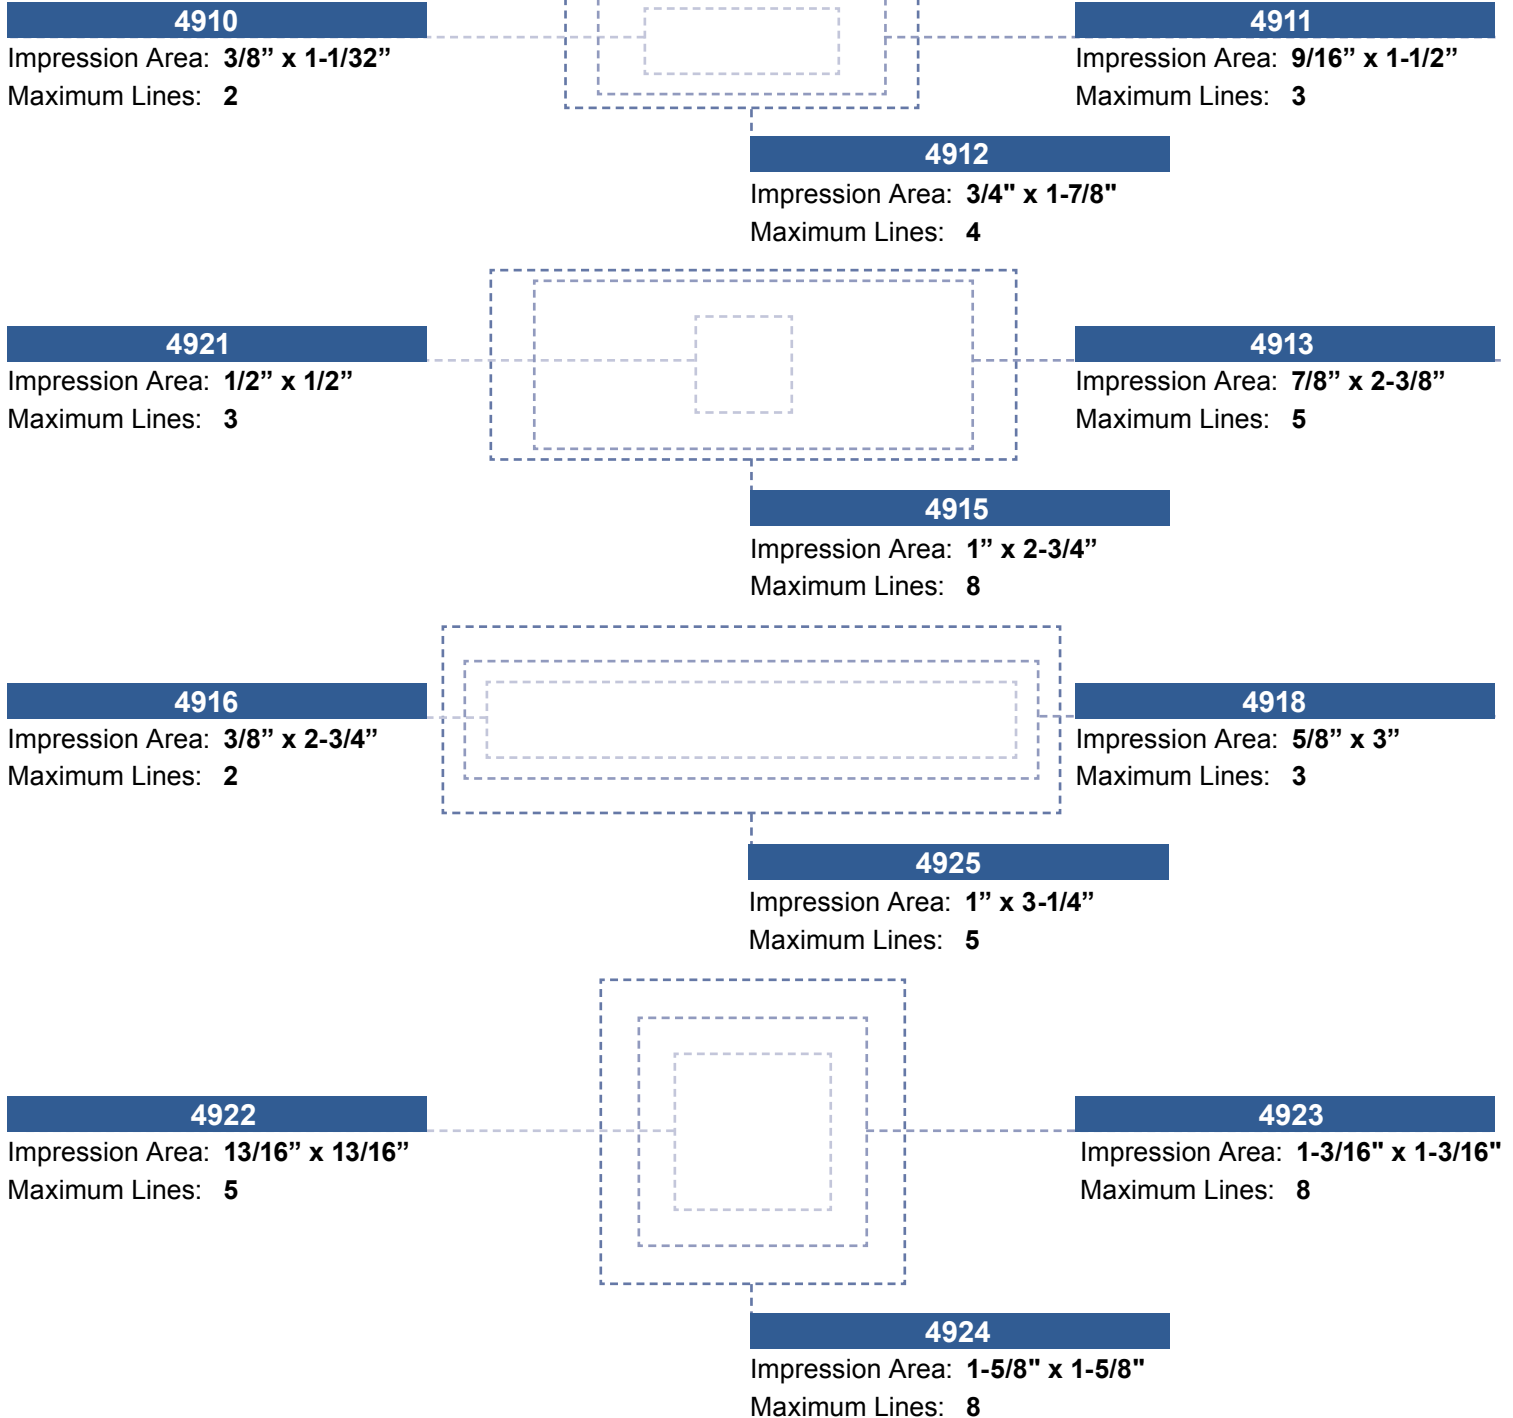 4910
Impression Area: 3/8” x 1-1/32”
Maximum Lines: 2
4911
Impression Area: 9/16” x 1-1/2”
Maximum Lines: 3
4912
Impression Area: 3/4" x 1-7/8"
Maximum Lines: 4
4921
Impression Area: 1/2” x 1/2”
Maximum Lines: 3
4913
Impression Area: 7/8” x 2-3/8”
Maximum Lines: 5
4915
Impression Area: 1” x 2-3/4”
Maximum Lines: 8
4916
Impression Area: 3/8” x 2-3/4”
Maximum Lines: 2
4918
Impression Area: 5/8” x 3”
Maximum Lines: 3
4925
Impression Area: 1” x 3-1/4”
Maximum Lines: 5
4922
Impression Area: 13/16” x 13/16”
Maximum Lines: 5
4923
Impression Area: 1-3/16" x 1-3/16"
Maximum Lines: 8
4924
Impression Area: 1-5/8" x 1-5/8"
Maximum Lines: 8